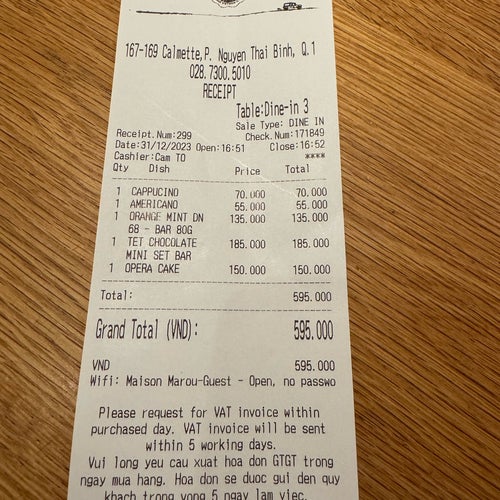 167-169 Calmette,P. Nguyen Thai Binh, Q.1
028.7300.5010
RECEIPT
Table:Dine-in 3
Sale Type: DINE IN
Receipt.Num:299 Check.Num:171849
Date:31/12/2023 Open:16:51 Close:16:52
Cashier:Cam TO ****
Qty Dish Price Total
1 CAPPUCINO 70.000 70.000
1 AMERICANO 55.000 55.000
1 ORANGE MINT DN 135.000 135.000
68 - BAR 80G
1 TET CHOCOLATE 185.000 185.000
MINI SET BAR
1 OPERA CAKE 150.000 150.000
Total: 595.000
Grand Total (VND): 595.000
VND 595.000
Wifi: Maison Marou-Guest - Open, no passwo
Please request for VAT invoice within
purchased day. VAT invoice will be sent
within 5 working days.
Vui long yeu cau xuat hoa don GTGT trong
ngay mua hang. Hoa don se duoc gui den quy
khach trong vong 5 ngay lam viec.